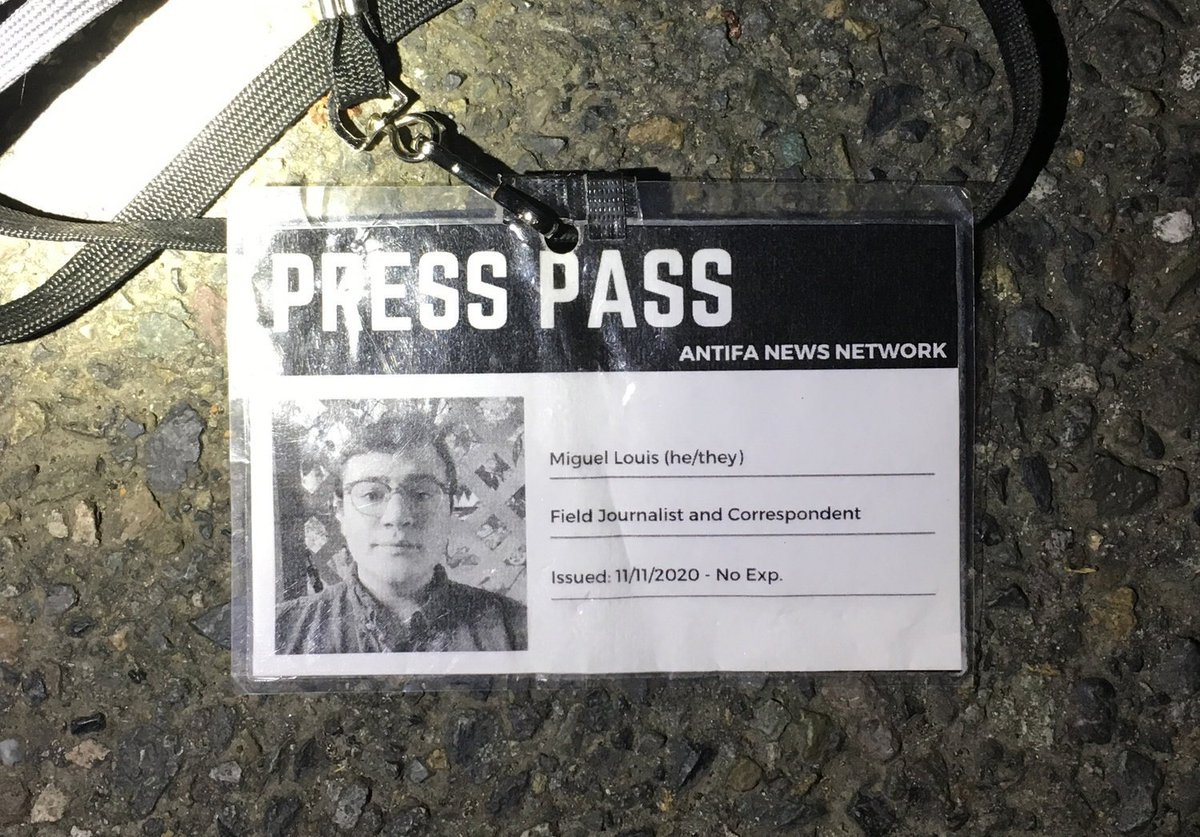 PRESS PASS
ANTIFA NEWS NETWORK
Miguel Louis (he/they)
Field Journalist and Correspondent
Issued: 11/11/2020 - No Exp.